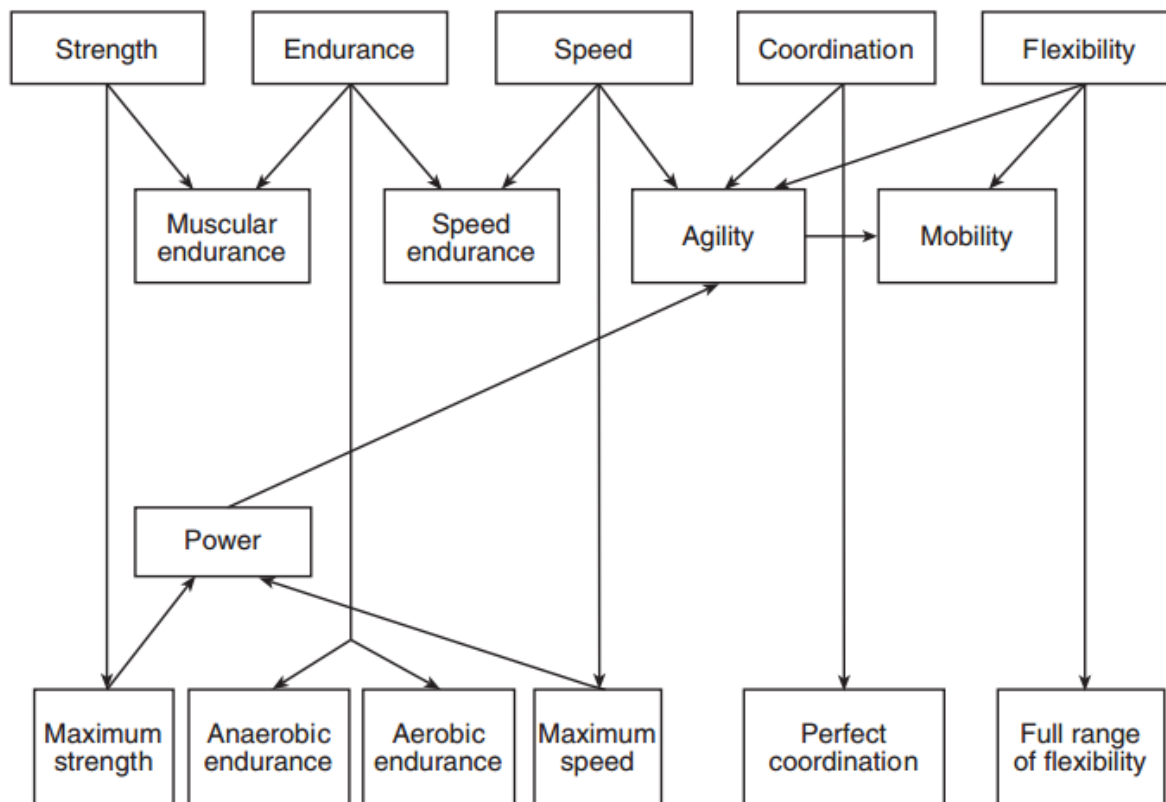 Strength
Endurance
Speed
Coordination
Flexibility
Muscular
endurance
Speed
endurance
Agility
Mobility
Power
Maximum
strength
Anaerobic
endurance
Aerobic
endurance
Maximum
speed
Perfect
coordination
Full range
of flexibility